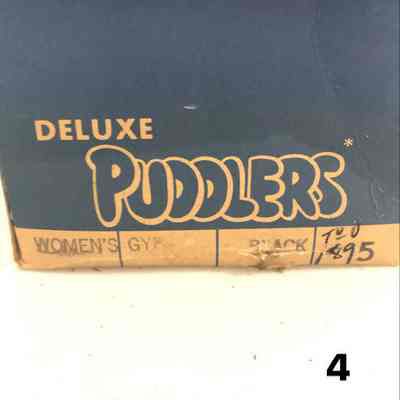 DELUXE
PUDDLERS*
WOMEN'S BLACK 1895
4